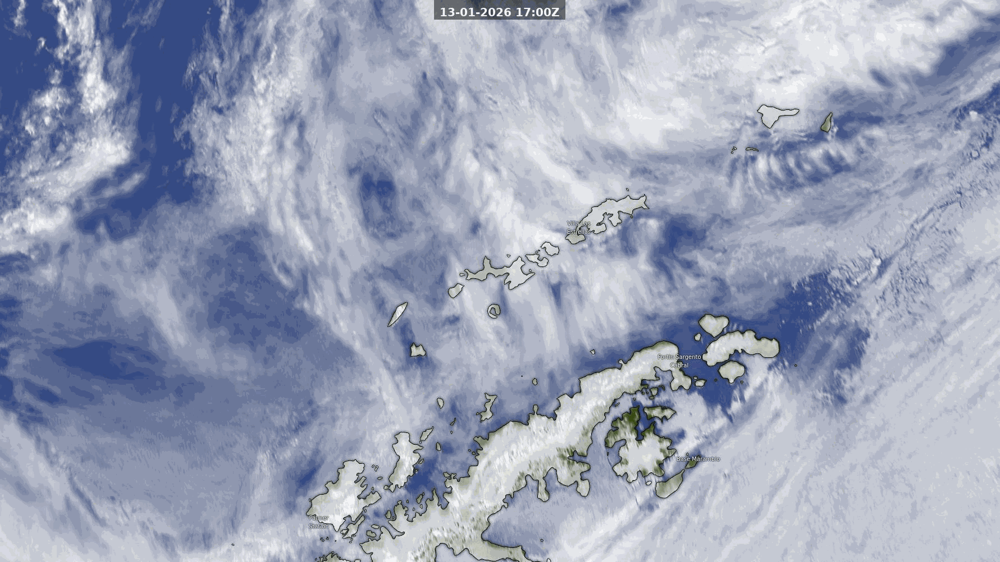 13-01-2026 17:00Z
Villa Las
Estrellas
Fortín Sargento
Cabral
Base Marambio
Palmer
Station